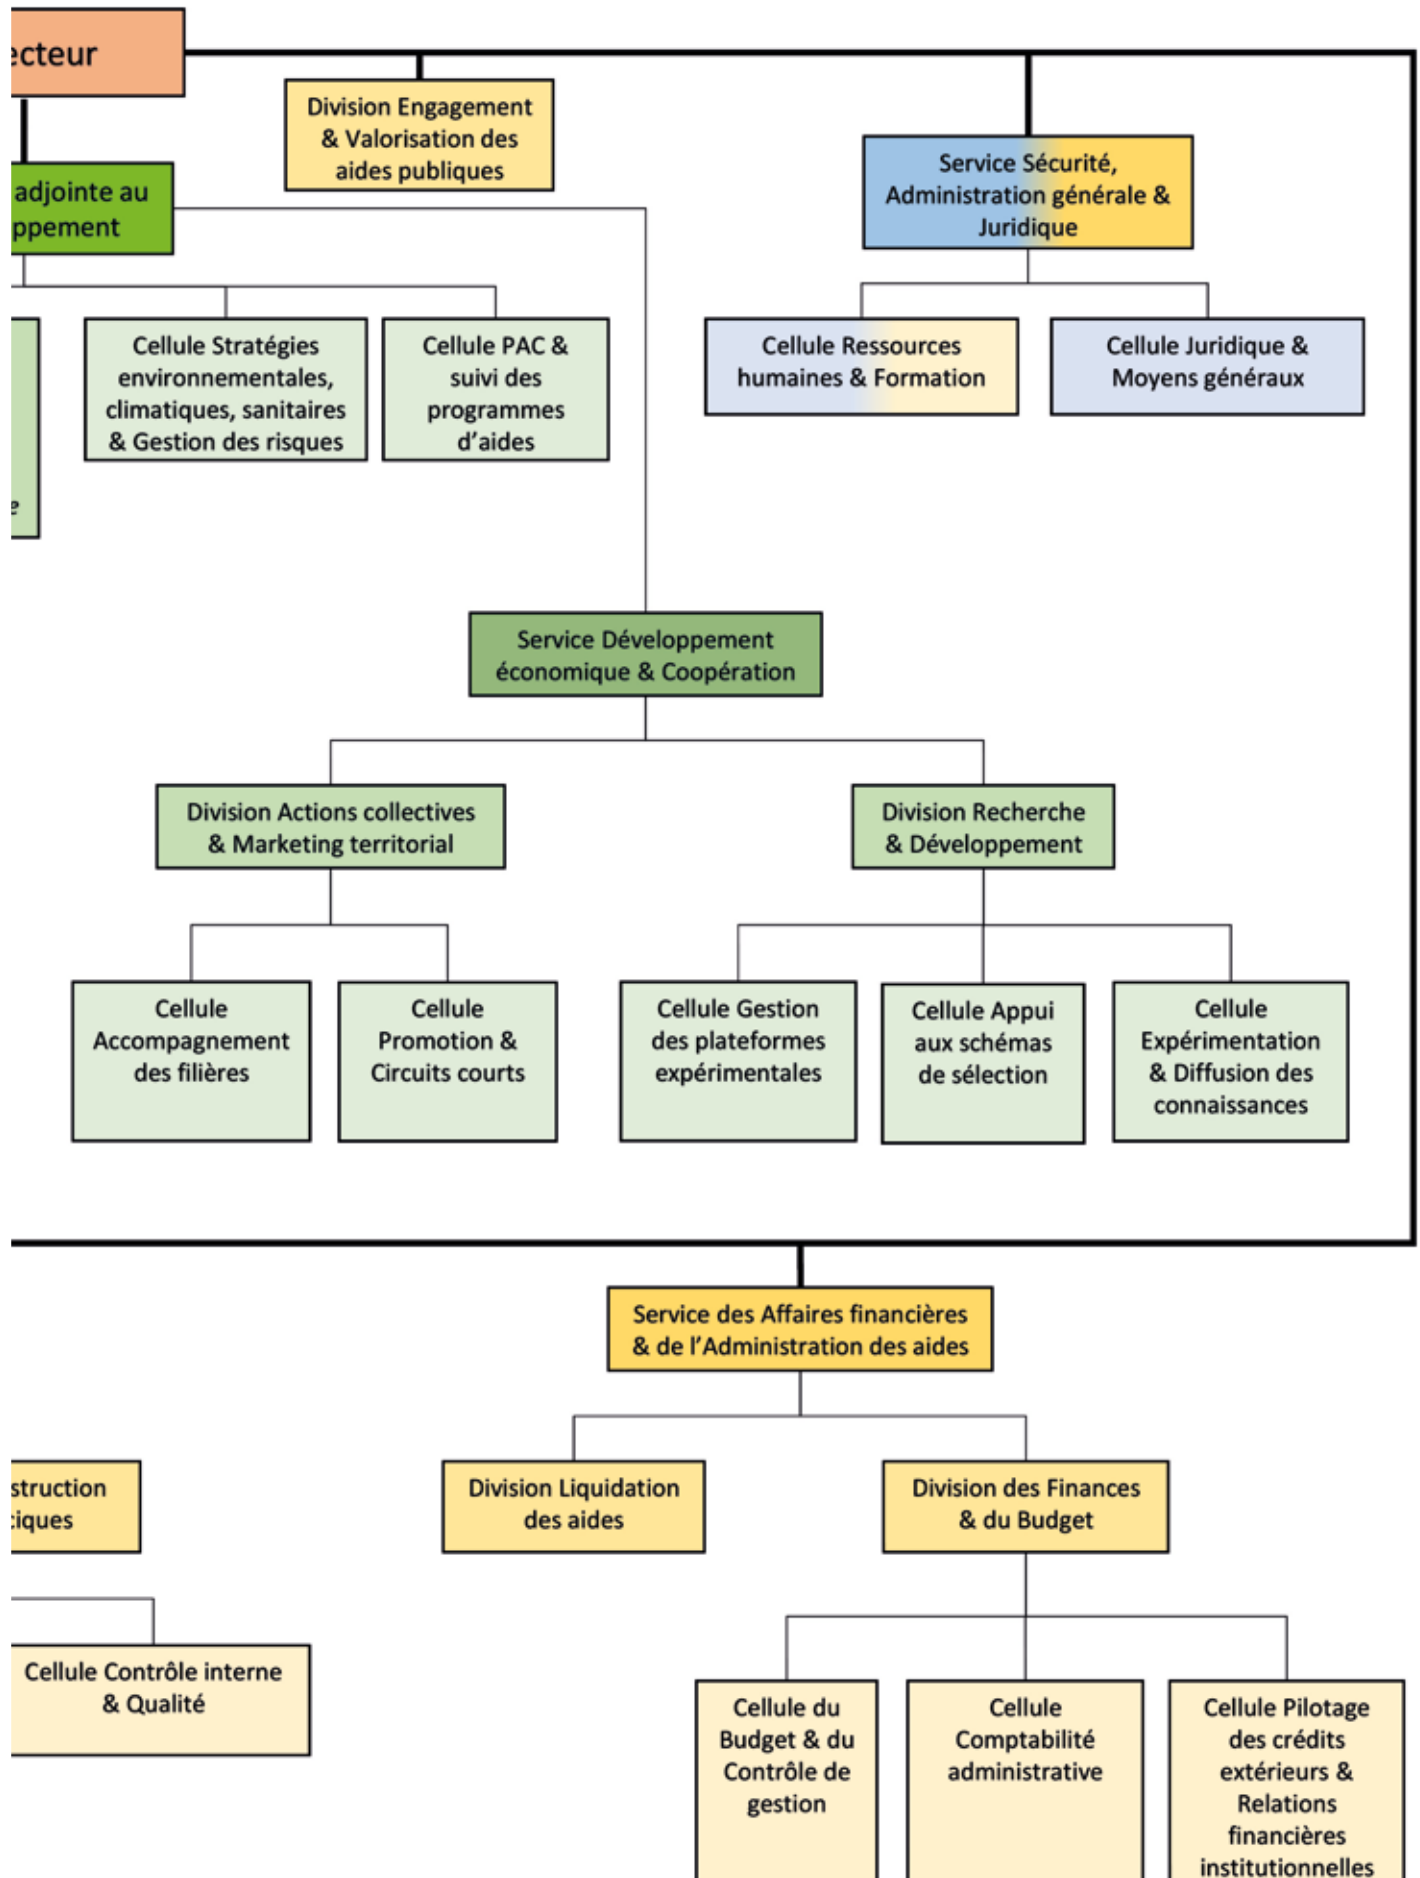 ecteur
Division Engagement
& Valorisation des
aides publiques
Service Sécurité,
Administration générale &
Juridique
adjointe au
ppement
Cellule Stratégies
environnementales,
climatiques, sanitaires
& Gestion des risques
Cellule PAC &
suivi des
programmes
d’aides
Cellule Ressources
humaines & Formation
Cellule Juridique &
Moyens généraux
e
Service Développement
économique & Coopération
Division Actions collectives
& Marketing territorial
Division Recherche
& Développement
Cellule
Accompagnement
des filières
Cellule
Promotion &
Circuits courts
Cellule Gestion
des plateformes
expérimentales
Cellule Appui
aux schémas
de sélection
Cellule
Expérimentation
& Diffusion des
connaissances
Service des Affaires financières
& de l’Administration des aides
struction
ciques
Division Liquidation
des aides
Division des Finances
& du Budget
Cellule Contrôle interne
& Qualité
Cellule du
Budget & du
Contrôle de
gestion
Cellule
Comptabilité
administrative
Cellule Pilotage
des crédits
extérieurs &
Relations
financières
institutionnelles